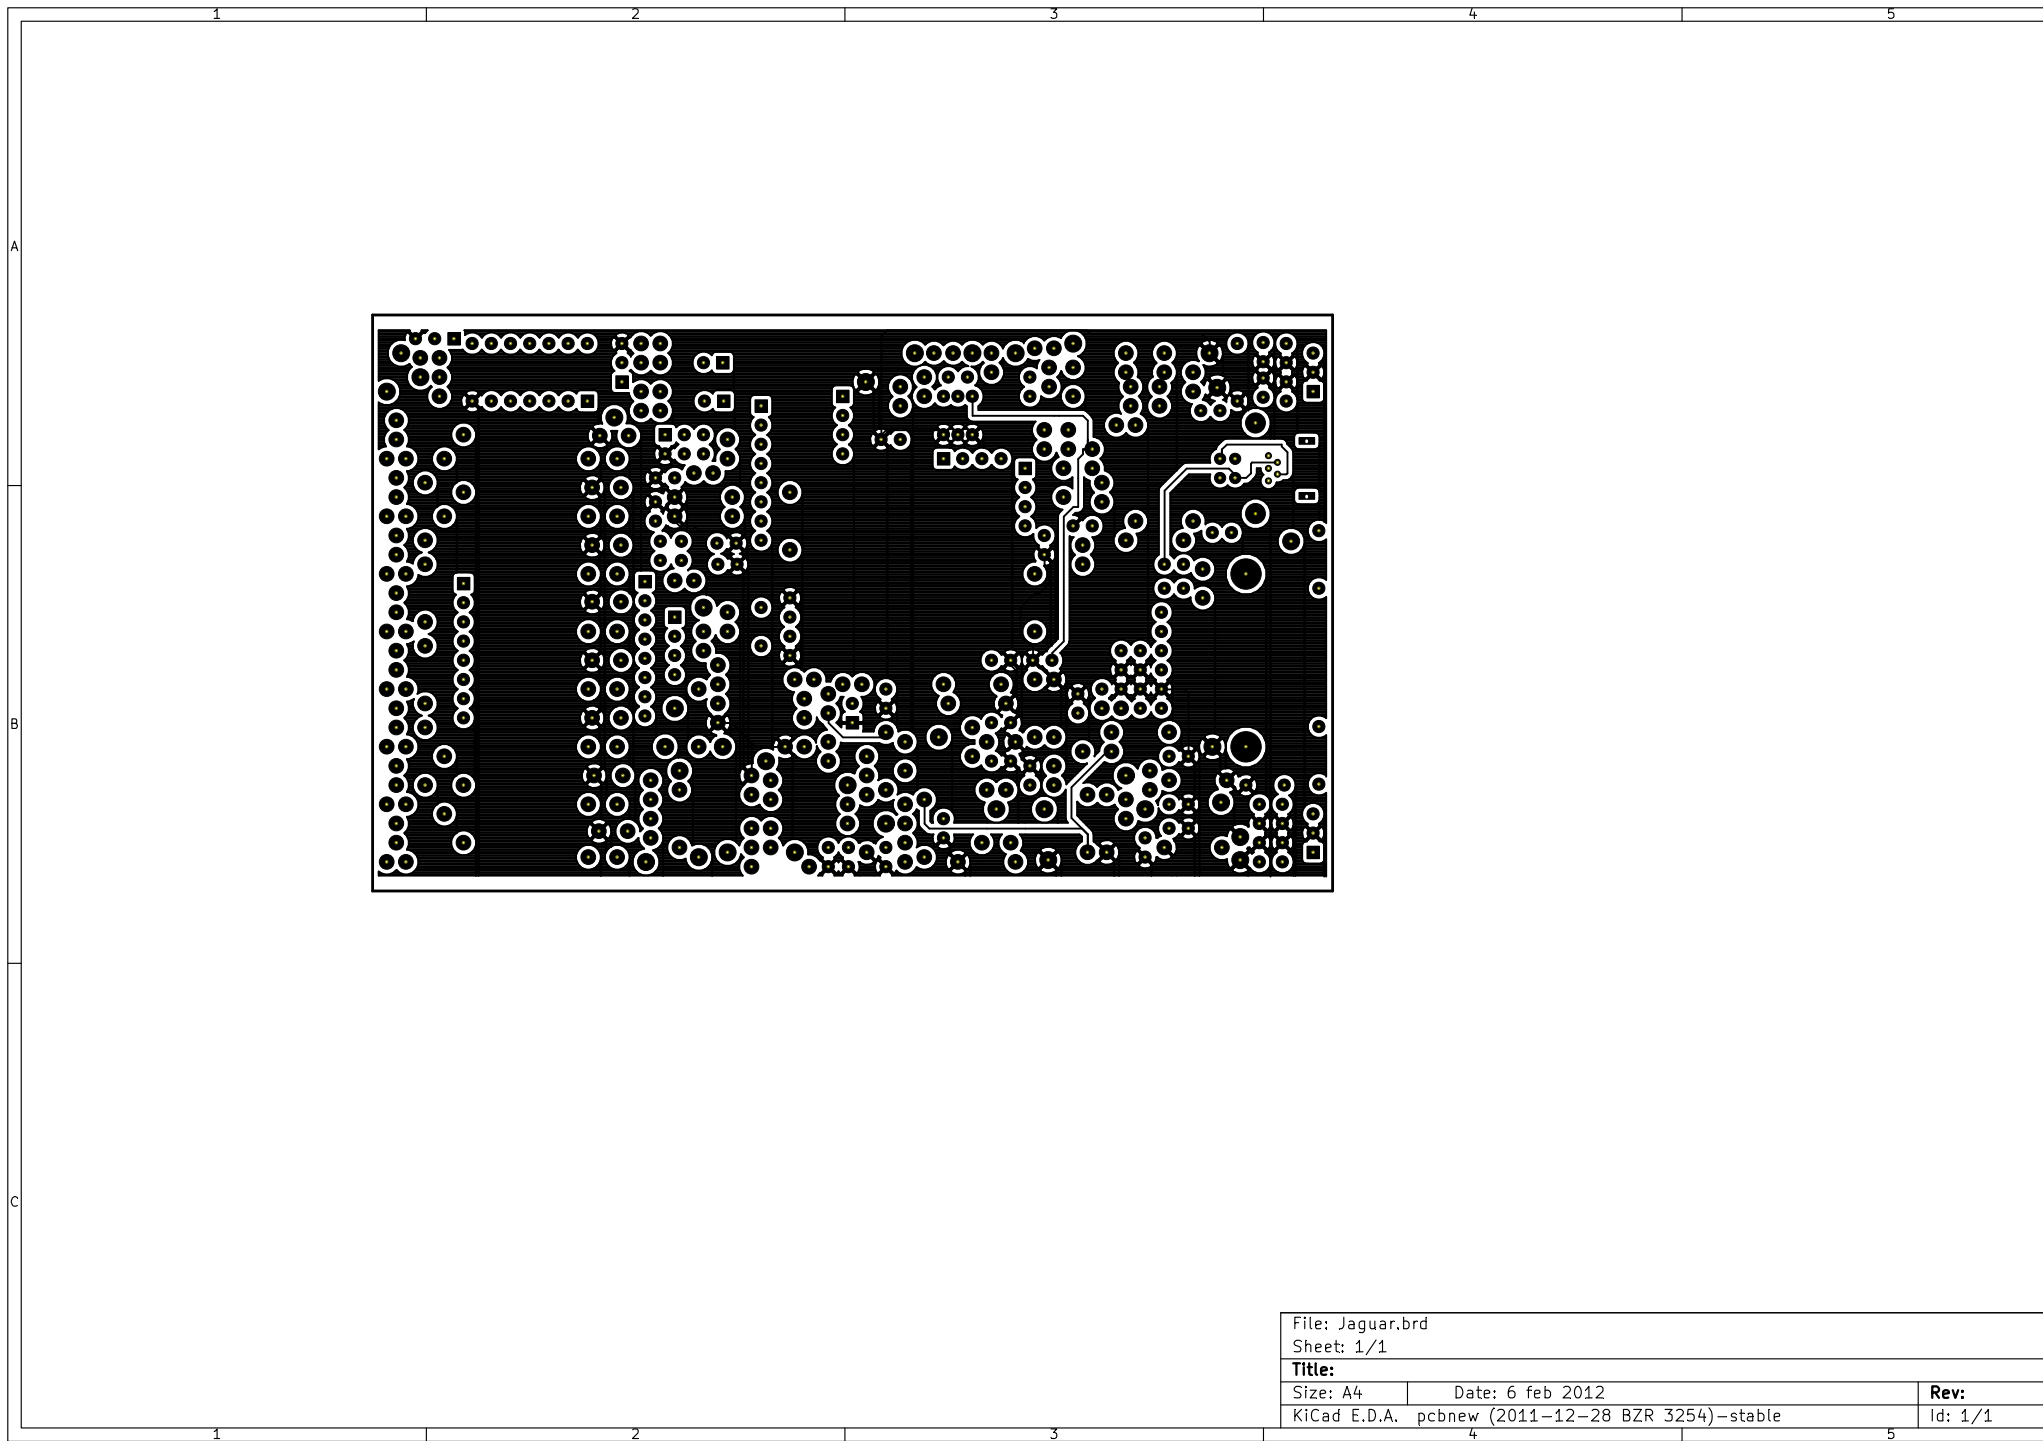 1 2 3 4 5
A
B
C
File: Jaguar.brd
Sheet: 1/1
Title:
Size: A4 Date: 6 feb 2012 Rev:
KiCad E.D.A. pcbnew (2011-12-28 BZR 3254)-stable Id: 1/1
1 2 3 4 5